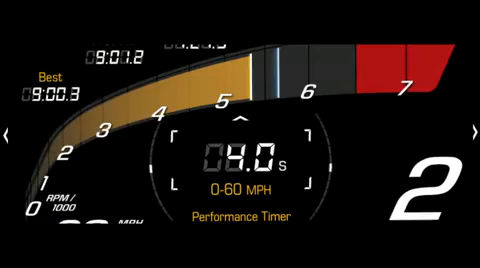 9:01.2
Best
9:00.3
0 1 2 3 4 5 6 7
RPM/
1000
4.0 s
0-60 MPH
Performance Timer
2
MPH